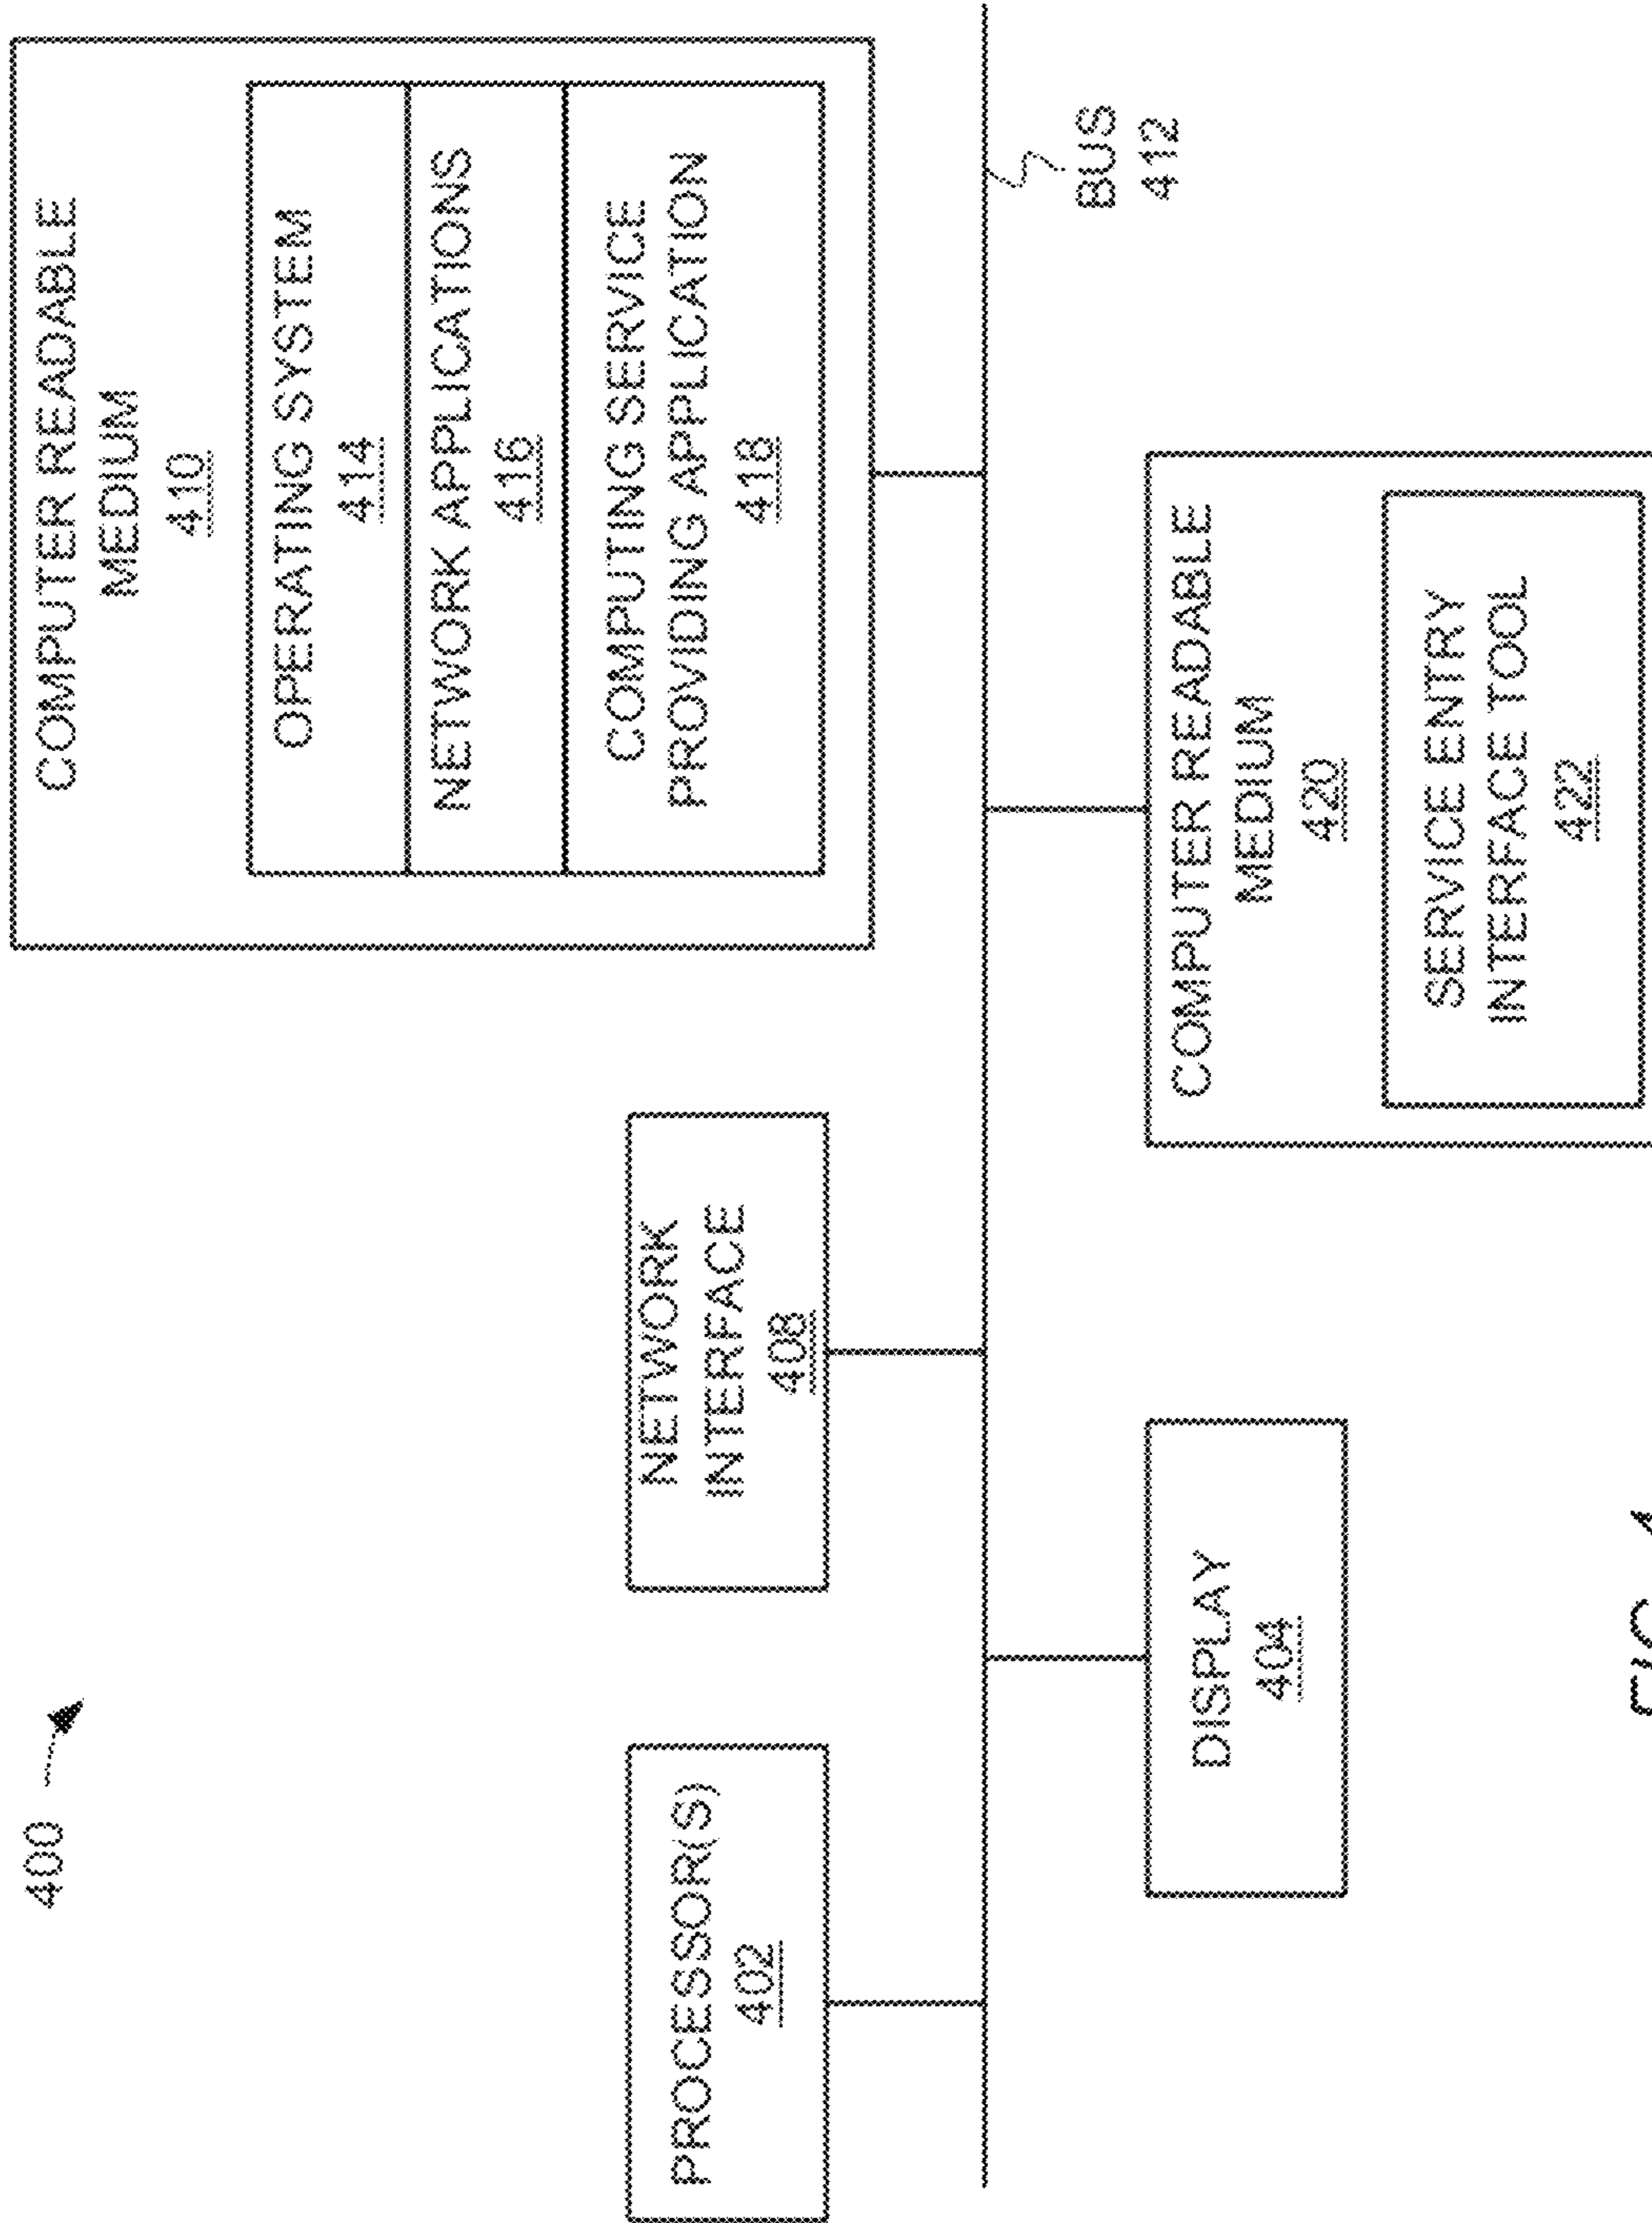 400
COMPUTER READABLE
MEDIUM
410
OPERATING SYSTEM
414
NETWORK APPLICATIONS
416
COMPUTING SERVICE
PROVIDING APPLICATION
418
PROCESSOR(S)
402
NETWORK
INTERFACE
408
BUS
412
DISPLAY
404
COMPUTER READABLE
MEDIUM
420
SERVICE ENTRY
INTERFACE TOOL
422